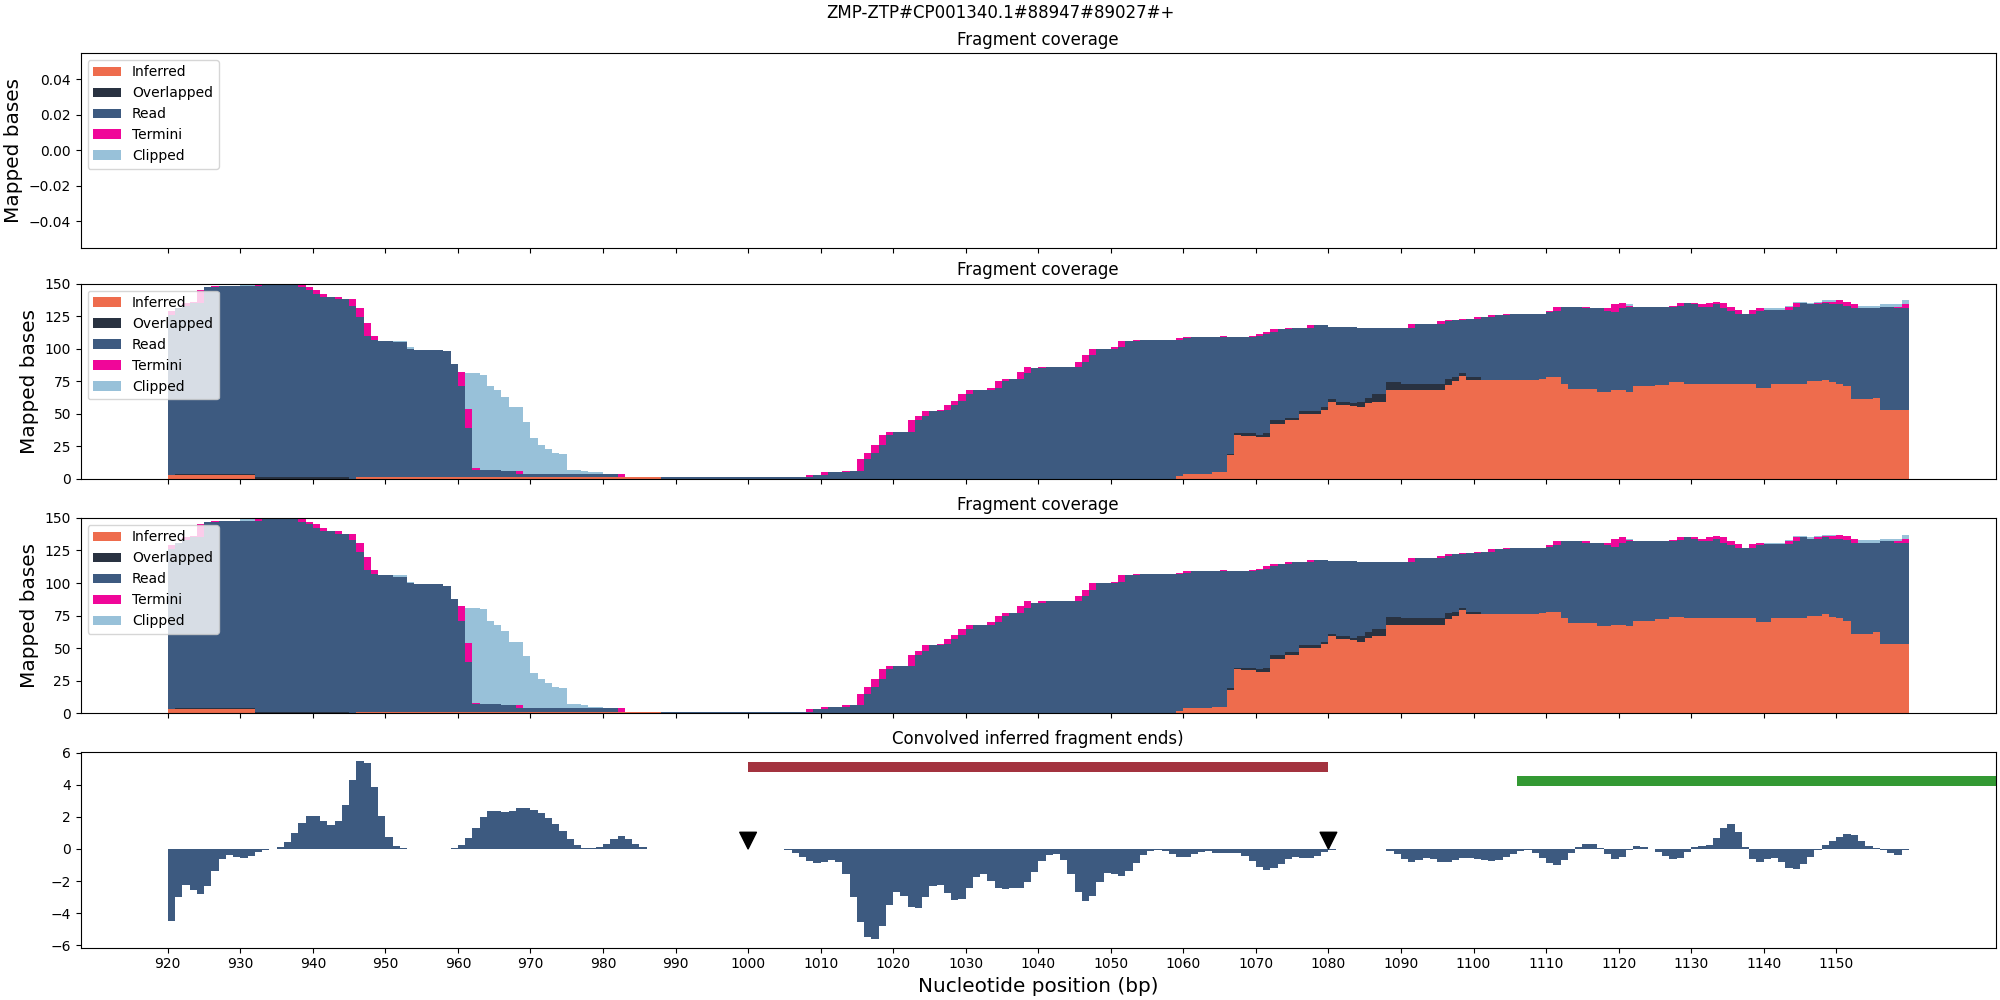 ZMP-ZTP#CP001340.1#88947#89027#+
Fragment coverage
Mapped bases
0.04
0.02
0.00
−0.02
−0.04
Inferred
Overlapped
Read
Termini
Clipped
Fragment coverage
Mapped bases
150
125
100
75
50
25
0
Inferred
Overlapped
Read
Termini
Clipped
Fragment coverage
Mapped bases
150
125
100
75
50
25
0
Inferred
Overlapped
Read
Termini
Clipped
Convolved inferred fragment ends)
6
4
2
0
−2
−4
−6
920 930 940 950 960 970 980 990 1000 1010 1020 1030 1040 1050 1060 1070 1080 1090 1100 1110 1120 1130 1140 1150
Nucleotide position (bp)